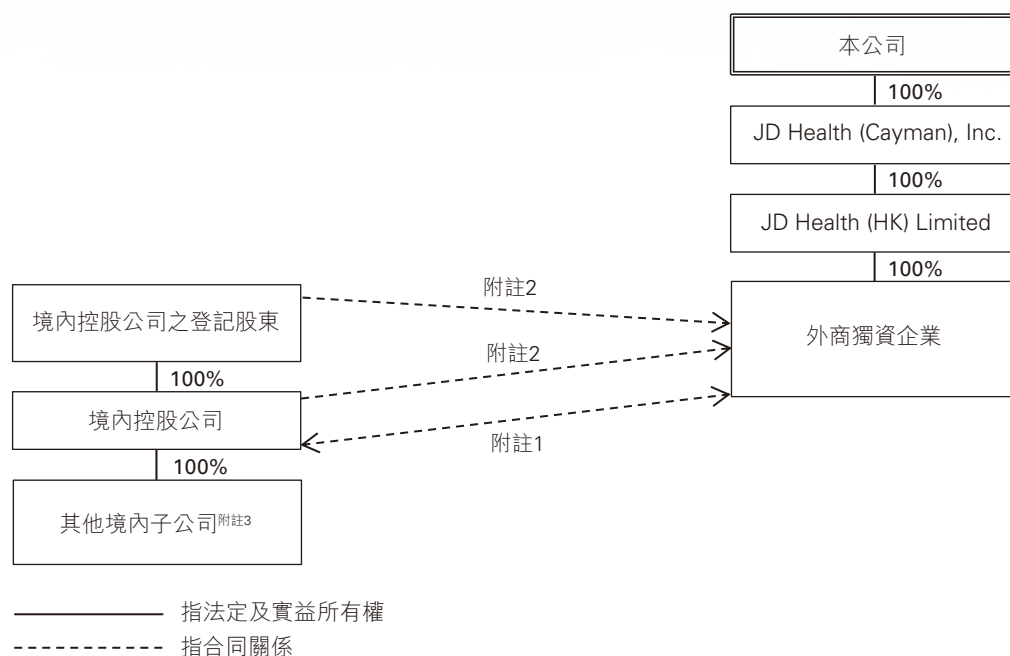 本公司
100%
JD Health (Cayman), Inc.
100%
JD Health (HK) Limited
100%
外商獨資企業
附註2
附註2
附註1
境內控股公司之登記股東
100%
境內控股公司
100%
其他境內子公司附註3
指法定及實益所有權
指合同關係